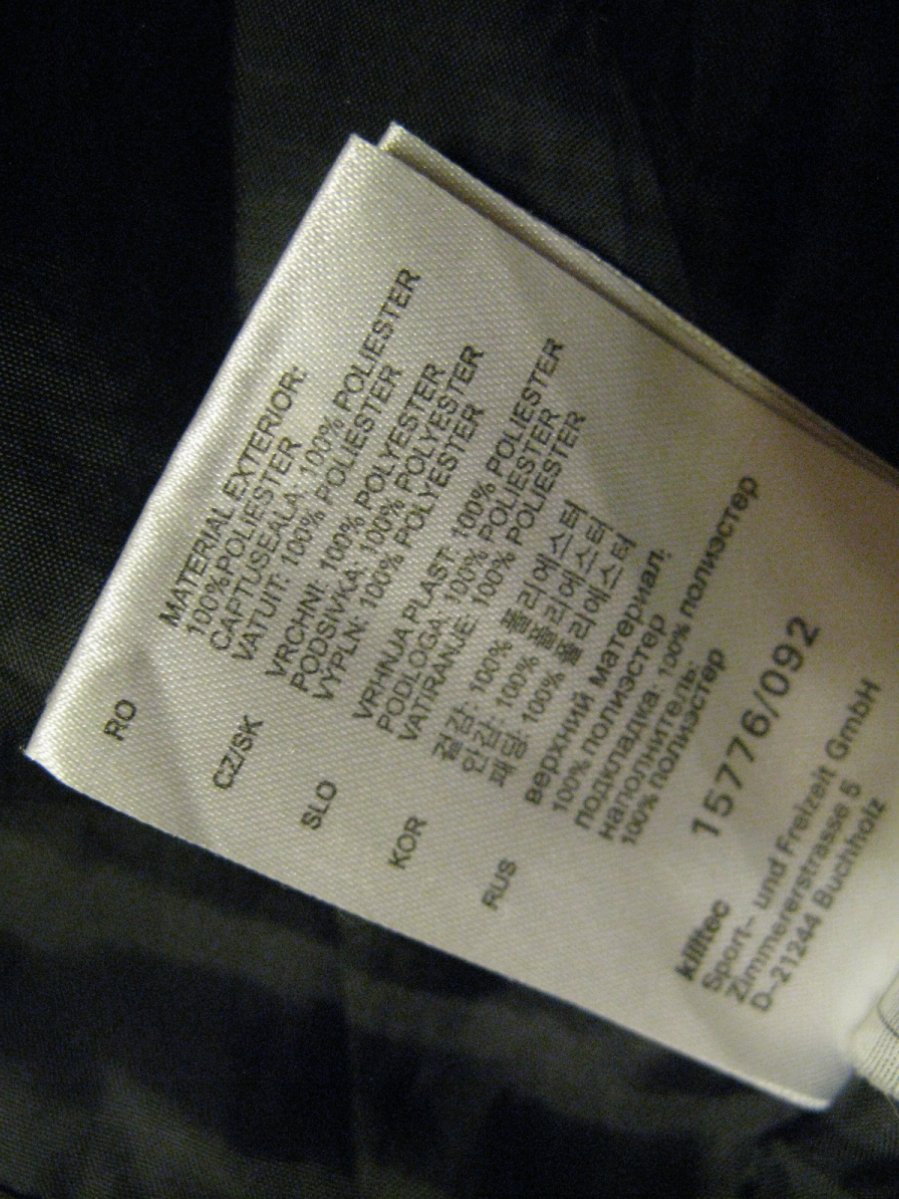 RO
MATERIAL EXTERIOR:
100%POLIESTER
CAPTUSEALA: 100% POLIESTER
VATUIT: 100% POLIESTER
CZ/SK
VRCHNI: 100% POLYESTER
PODSIVKA: 100% POLYESTER
VYPLN: 100% POLYESTER
SLO
VRHNJA PLAST: 100% POLIESTER
PODLOGA: 100% POLIESTER
VATIRANJE: 100% POLIESTER
KOR
겉감: 100% 폴리에스터
안감: 100% 폴리에스터
패딩: 100% 폴리에스터
RUS
верхний материал:
100% полиэстер
подкладка: 100% полиэстер
наполнитель:
100% полиэстер
15776/092
killtec
Sport- und Freizeit GmbH
Zimmererstrasse 5
D-21244 Buchholz